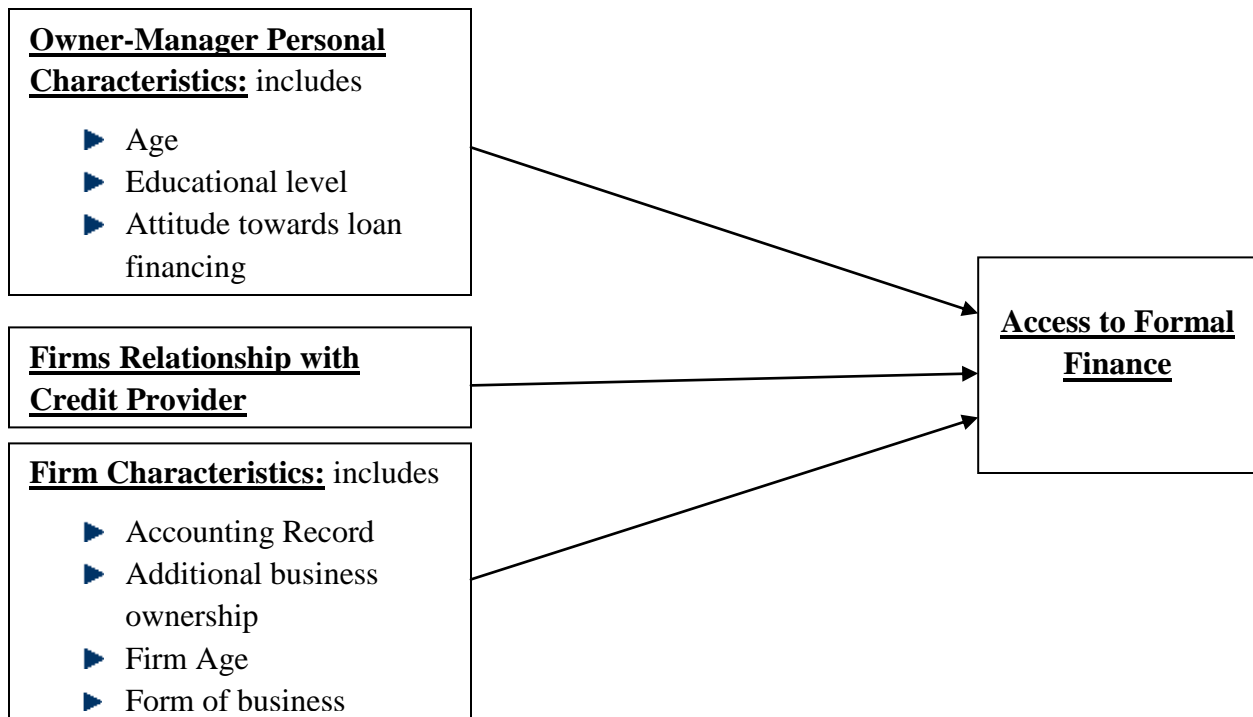 Owner-Manager Personal
Characteristics: includes
Age
Educational level
Attitude towards loan
financing
Firms Relationship with
Credit Provider
Firm Characteristics: includes
Accounting Record
Additional business
ownership
Firm Age
Form of business
Access to Formal
Finance